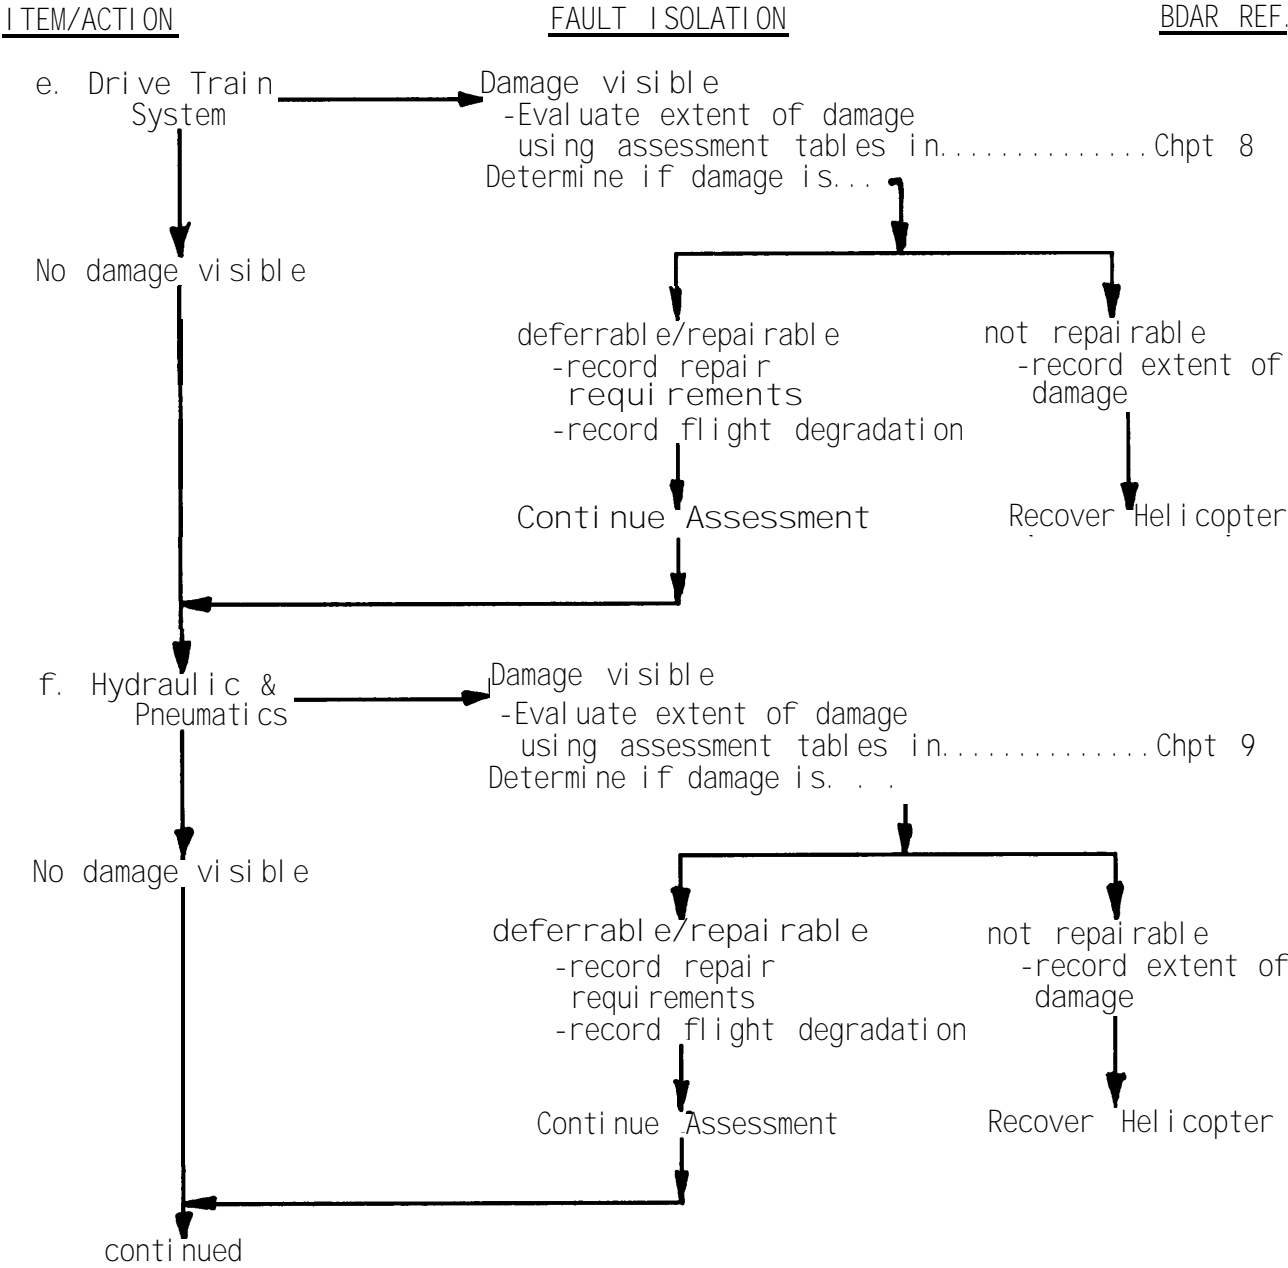 ITEM/ACTION FAULT ISOLATION BDAR REF.
e. Drive Train
System
Damage visible
-Evaluate extent of damage
using assessment tables in..............Chpt 8
Determine if damage is...
No damage visible
deferrable/repairable
-record repair
requirements
-record flight degradation
not repairable
-record extent of
damage
Continue Assessment
Recover Helicopter
f. Hydraulic &
Pneumatics
Damage visible
-Evaluate extent of damage
using assessment tables in..............Chpt 9
Determine if damage is. . .
No damage visible
deferrable/repairable
-record repair
requirements
-record flight degradation
not repairable
-record extent of
damage
Continue Assessment
Recover Helicopter
continued